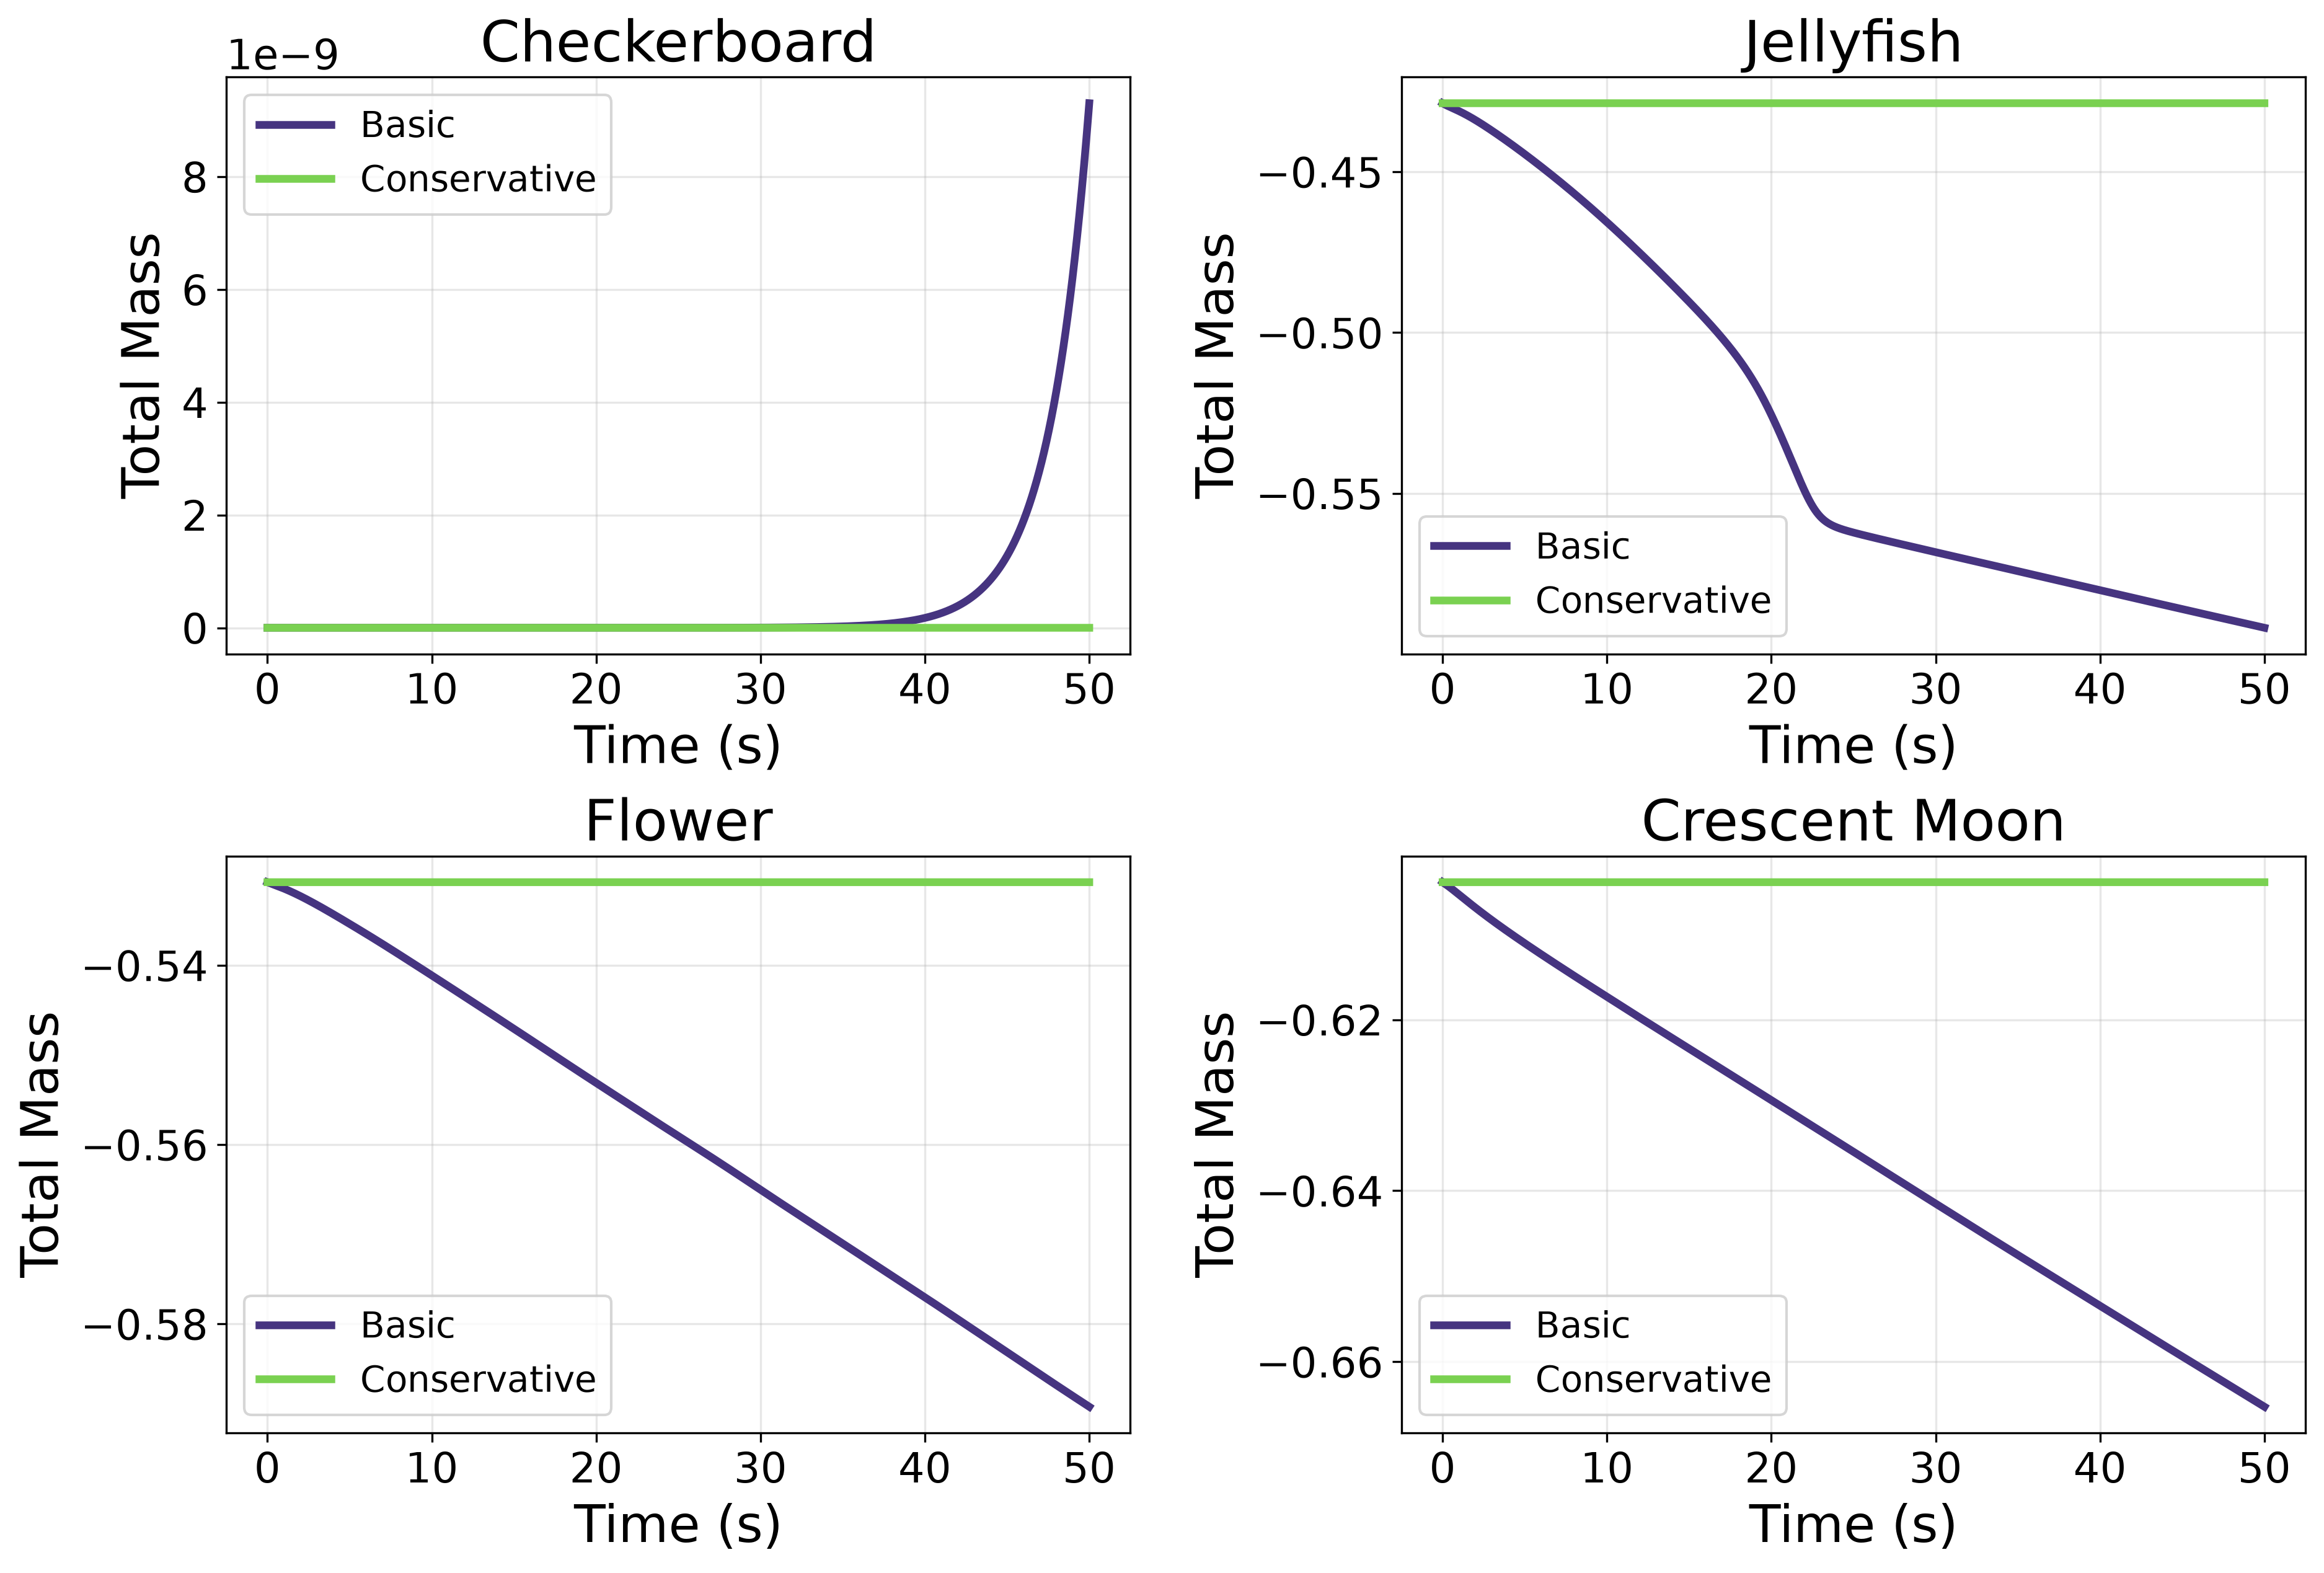 Checkerboard
1e−9
Total Mass
8
6
4
2
0
Basic
Conservative
0 10 20 30 40 50
Time (s)
Jellyfish
Total Mass
−0.45
−0.50
−0.55
Basic
Conservative
0 10 20 30 40 50
Time (s)
Flower
Total Mass
−0.54
−0.56
−0.58
Basic
Conservative
0 10 20 30 40 50
Time (s)
Crescent Moon
Total Mass
−0.62
−0.64
−0.66
Basic
Conservative
0 10 20 30 40 50
Time (s)